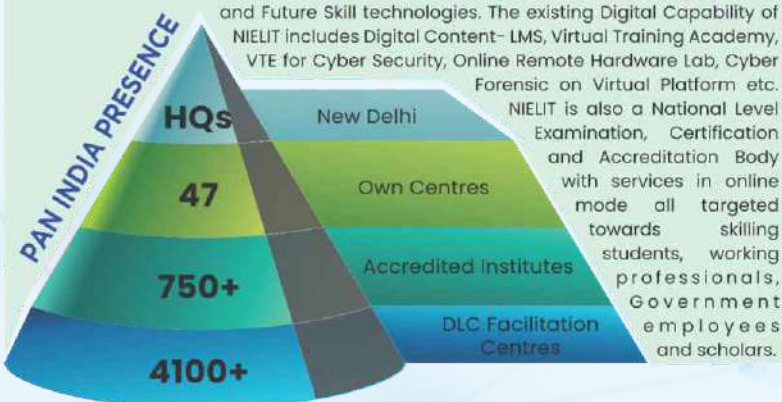 and Future Skill technologies. The existing Digital Capability of
NIELIT includes Digital Content- LMS, Virtual Training Academy,
VTE for Cyber Security, Online Remote Hardware Lab, Cyber
Forensic on Virtual Platform etc.
NIELIT is also a National Level
Examination, Certification
and Accreditation Body
with services in online
mode all targeted
towards skilling
students, working
professionals,
Government
employees
and scholars.
PAN INDIA PRESENCE
HQs
New Delhi
47
Own Centres
750+
Accredited Institutes
4100+
DLC Facilitation
Centres